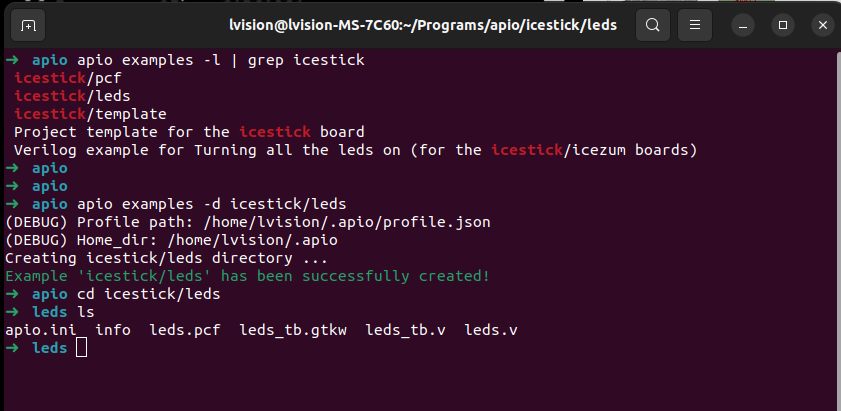 lvision@lvision-MS-7C60:~/Programs/apio/icestick/leds
→ apio apio examples -l | grep icestick
icestick/pcf
icestick/leds
icestick/template
Project template for the icestick board
Verilog example for Turning all the leds on (for the icestick/icezum boards)
→ apio
→ apio
→ apio apio examples -d icestick/leds
(DEBUG) Profile path: /home/lvision/.apio/profile.json
(DEBUG) Home_dir: /home/lvision/.apio
Creating icestick/leds directory ...
Example 'icestick/leds' has been successfully created!
→ apio cd icestick/leds
→ leds ls
apio.ini info leds.pcf leds_tb.gtkw leds_tb.v leds.v
→ leds